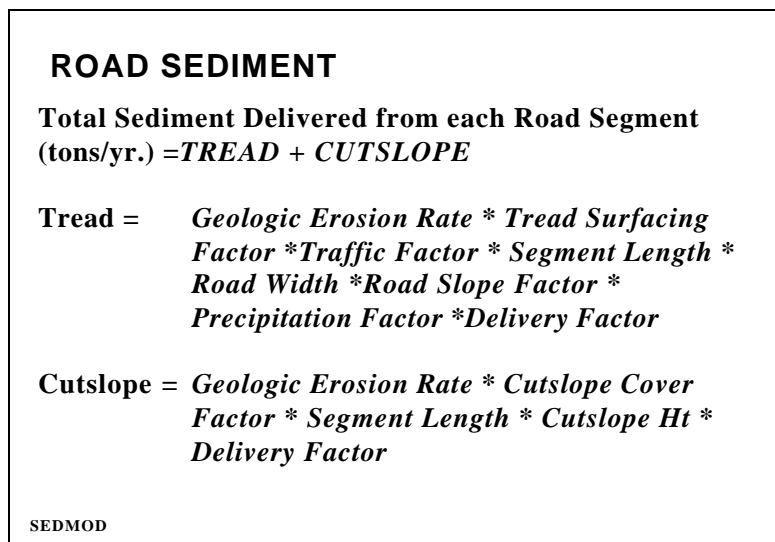 ROAD SEDIMENT
Total Sediment Delivered from each Road Segment
(tons/yr.) =TREAD + CUTSLOPE
Tread = Geologic Erosion Rate * Tread Surfacing
Factor *Traffic Factor * Segment Length *
Road Width *Road Slope Factor *
Precipitation Factor *Delivery Factor
Cutslope = Geologic Erosion Rate * Cutslope Cover
Factor * Segment Length * Cutslope Ht *
Delivery Factor
SEDMOD